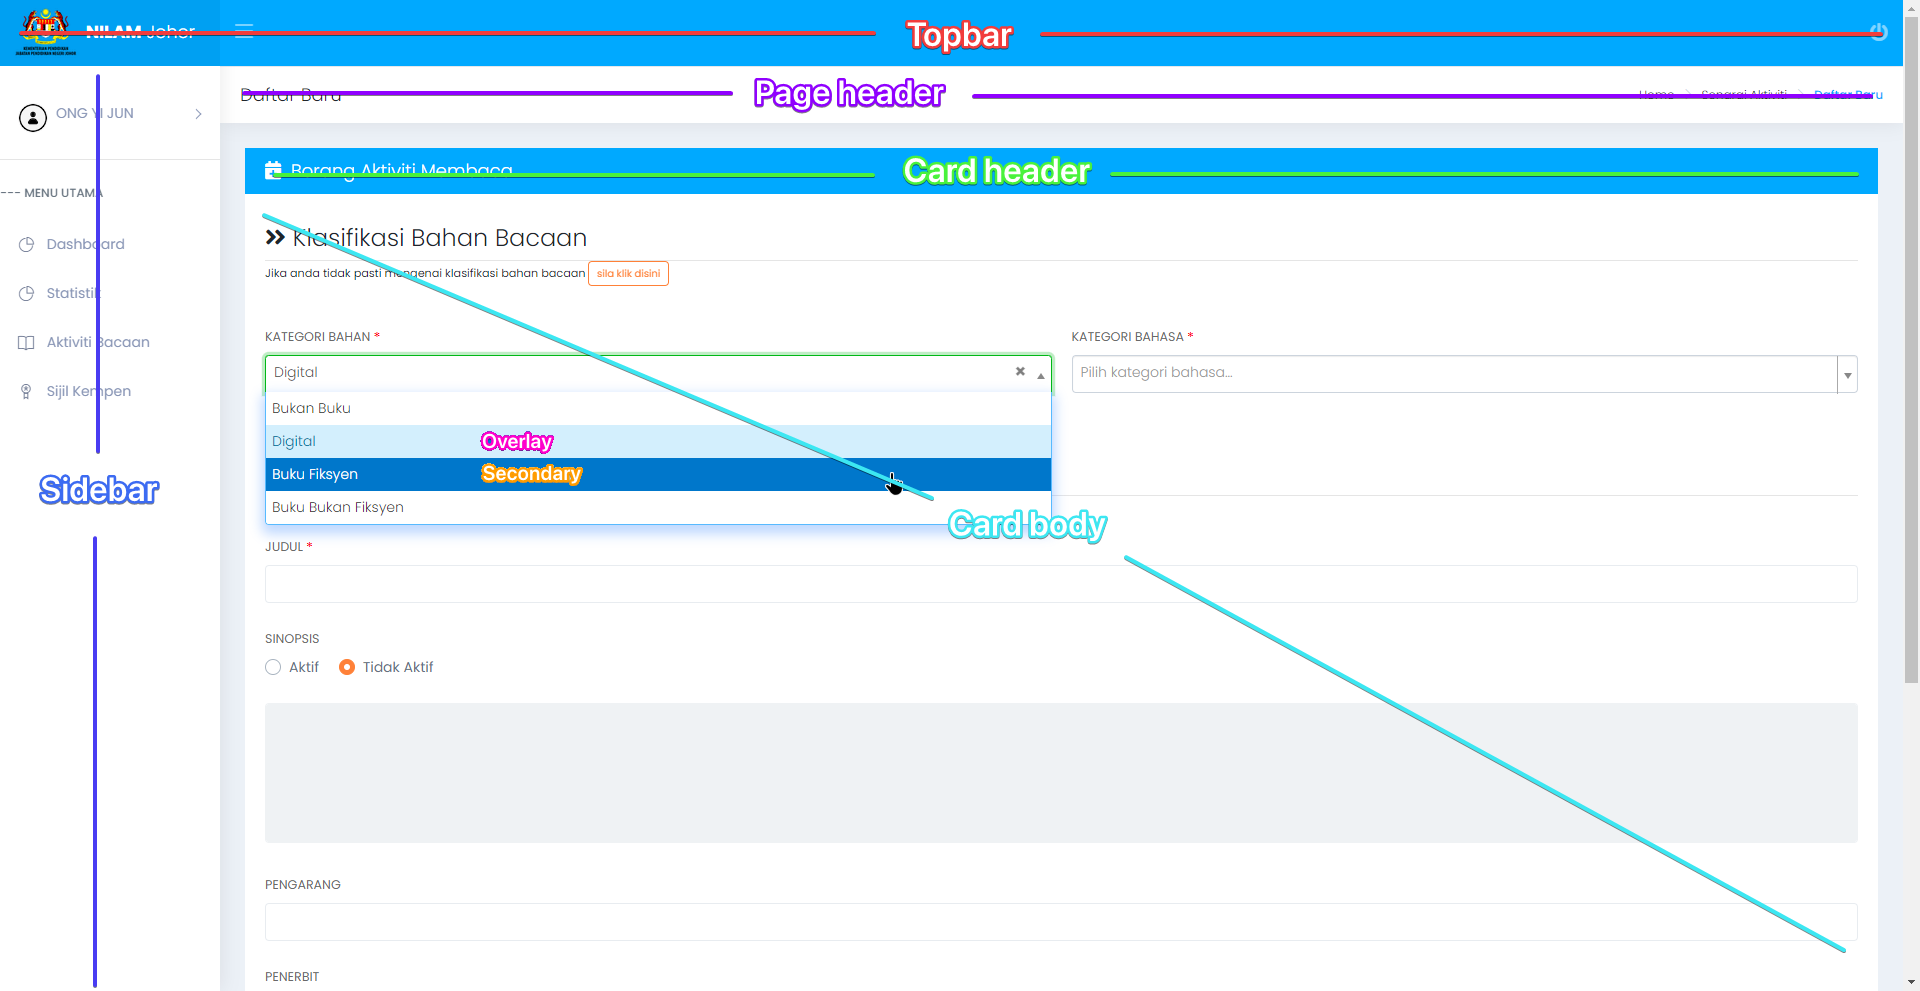 NILAM Johor
Topbar
KEMENTERIAN PENDIDIKAN
Daftar Baru
Page header
Home
Senarai Aktiviti
Daftar Baru
ONG YI JUN
Borang Aktiviti Membaca
Card header
--- MENU UTAMA
Klasifikasi Bahan Bacaan
Dashboard
Jika anda tidak pasti mengenai klasifikasi bahan bacaan sila klik disini
Statistik
KATEGORI BAHAN *
KATEGORI BAHASA *
Aktiviti Bacaan
Digital
Pilih kategori bahasa...
Sijil Kempen
Bukan Buku
Digital
Overlay
Buku Fiksyen
Secondary
Sidebar
Buku Bukan Fiksyen
Card body
JUDUL *
SINOPSIS
Aktif
Tidak Aktif
PENGARANG
PENERBIT